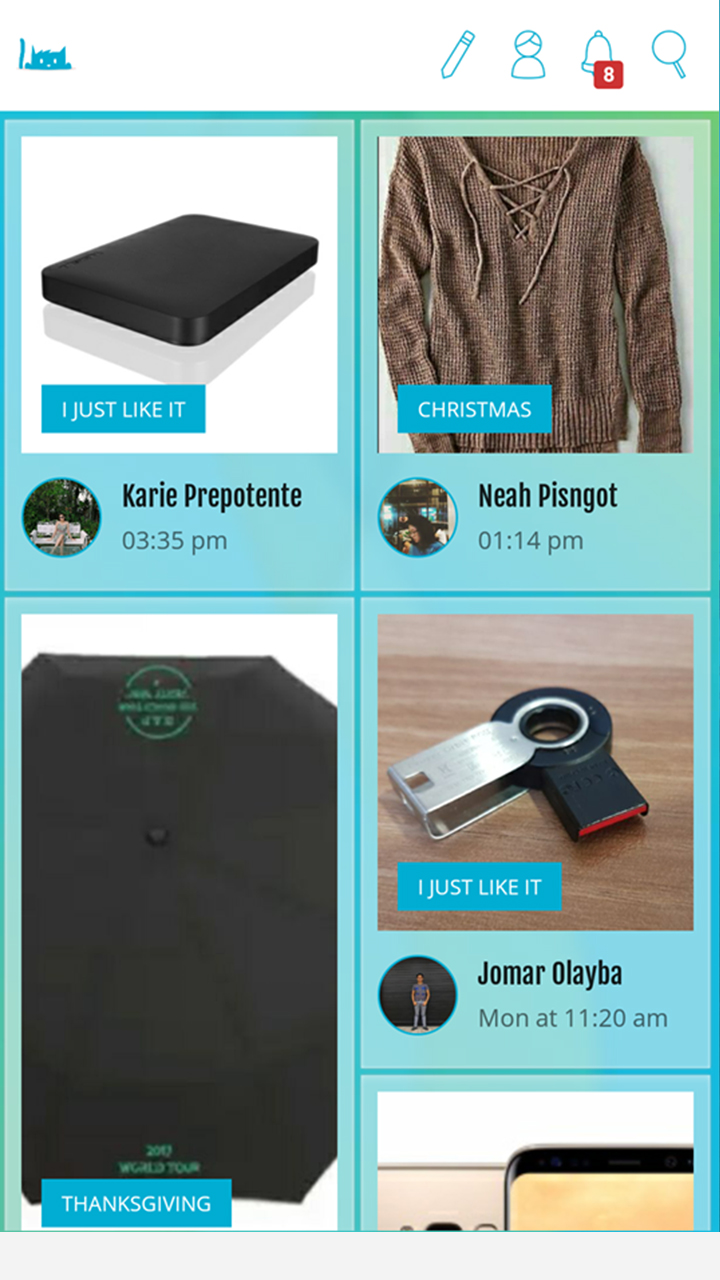 8
I JUST LIKE IT
Karie Prepotente
03:35 pm
CHRISTMAS
Neah Pisngot
01:14 pm
2017
WORLD TOUR
THANKSGIVING
I JUST LIKE IT
Jomar Olayba
Mon at 11:20 am